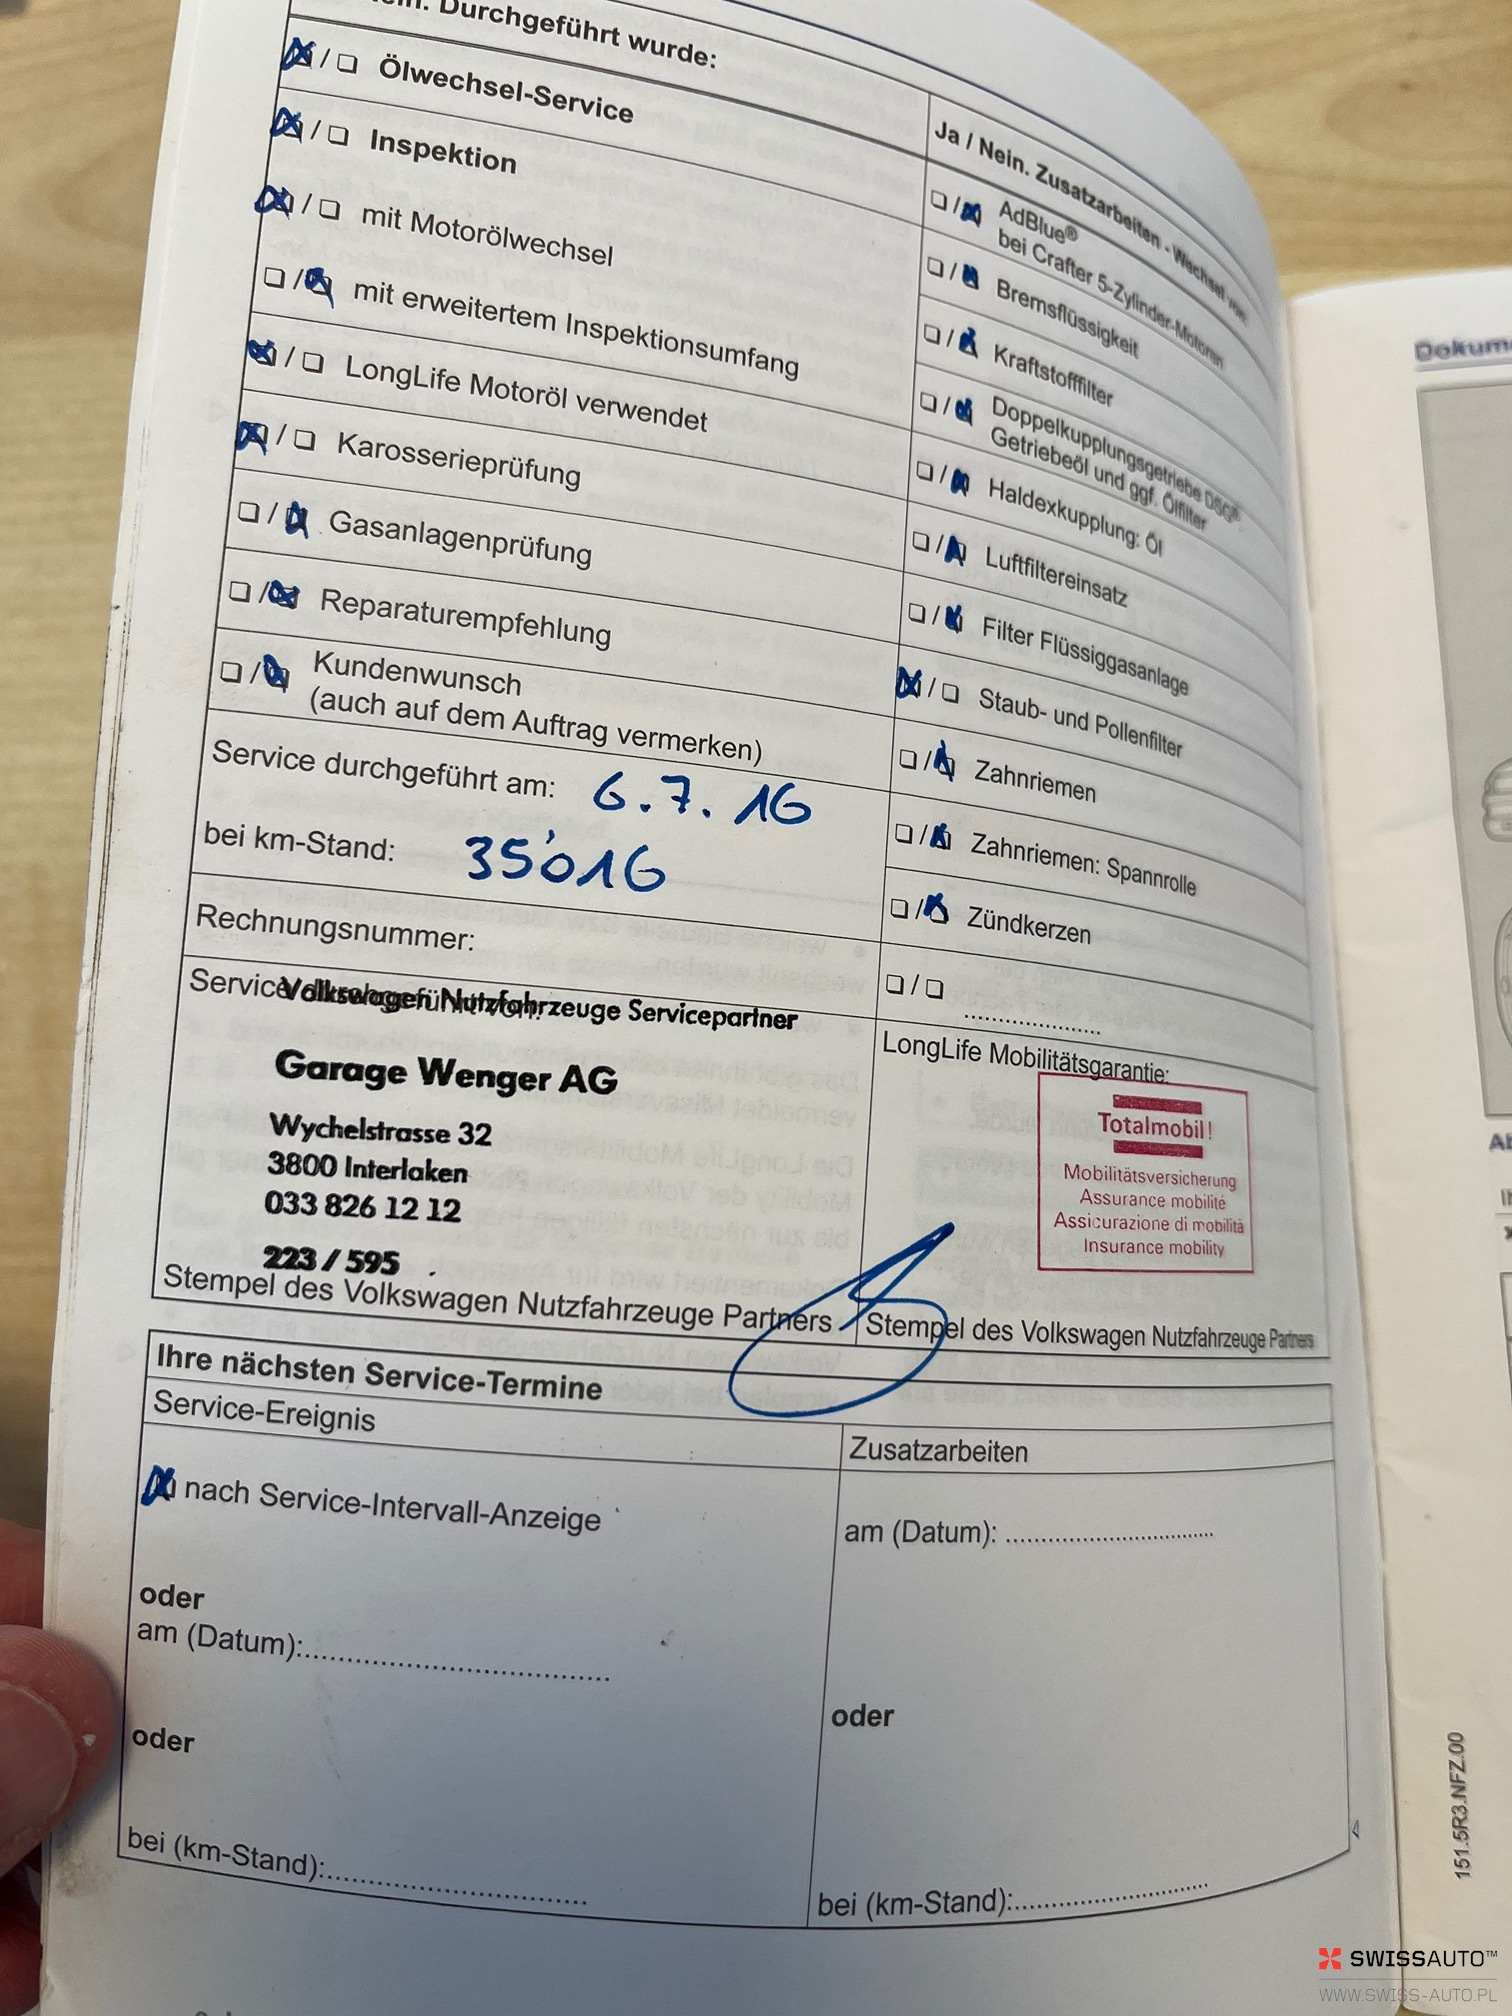 Durchgeführt wurde:
☒ / ☐ Ölwechsel-Service
☒ / ☐ Inspektion
☒ / ☐ mit Motorölwechsel
☐ / ☒ mit erweitertem Inspektionsumfang
☒ / ☐ LongLife Motoröl verwendet
☒ / ☐ Karosserieprüfung
☐ / ☒ Gasanlagenprüfung
☐ / ☒ Reparaturempfehlung
☐ / ☒ Kundenwunsch
(auch auf dem Auftrag vermerken)
Service durchgeführt am: 6.7.16
bei km-Stand: 35'016
Rechnungsnummer:
Service durchgeführt von:
Volkswagen Nutzfahrzeuge Servicepartner
Garage Wenger AG
Wychelstrasse 32
3800 Interlaken
033 826 12 12
223 / 595
Stempel des Volkswagen Nutzfahrzeuge Partners
Ja / Nein. Zusatzarbeiten - Wechsel von:
☐ / ☒ AdBlue®
bei Crafter 5-Zylinder-Motoren
☐ / ☒ Bremsflüssigkeit
☐ / ☒ Kraftstofffilter
☐ / ☒ Doppelkupplungsgetriebe DSG®:
Getriebeöl und ggf. Ölfilter
☐ / ☒ Haldexkupplung: Öl
☐ / ☒ Luftfiltereinsatz
☐ / ☒ Filter Flüssiggasanlage
☒ / ☐ Staub- und Pollenfilter
☐ / ☒ Zahnriemen
☐ / ☒ Zahnriemen: Spannrolle
☐ / ☒ Zündkerzen
☐ / ☐ ....................
LongLife Mobilitätsgarantie:
Totalmobil!
Mobilitätsversicherung
Assurance mobilité
Assicurazione di mobilità
Insurance mobility
Stempel des Volkswagen Nutzfahrzeuge Partners
Ihre nächsten Service-Termine
Service-Ereignis
☒ nach Service-Intervall-Anzeige
oder
am (Datum):........................................
oder
bei (km-Stand):..................................
Zusatzarbeiten
am (Datum): ..............................
oder
bei (km-Stand):............................
Dokum
151.5R3.NFZ.00
SWISSAUTO™
WWW.SWISS-AUTO.PL